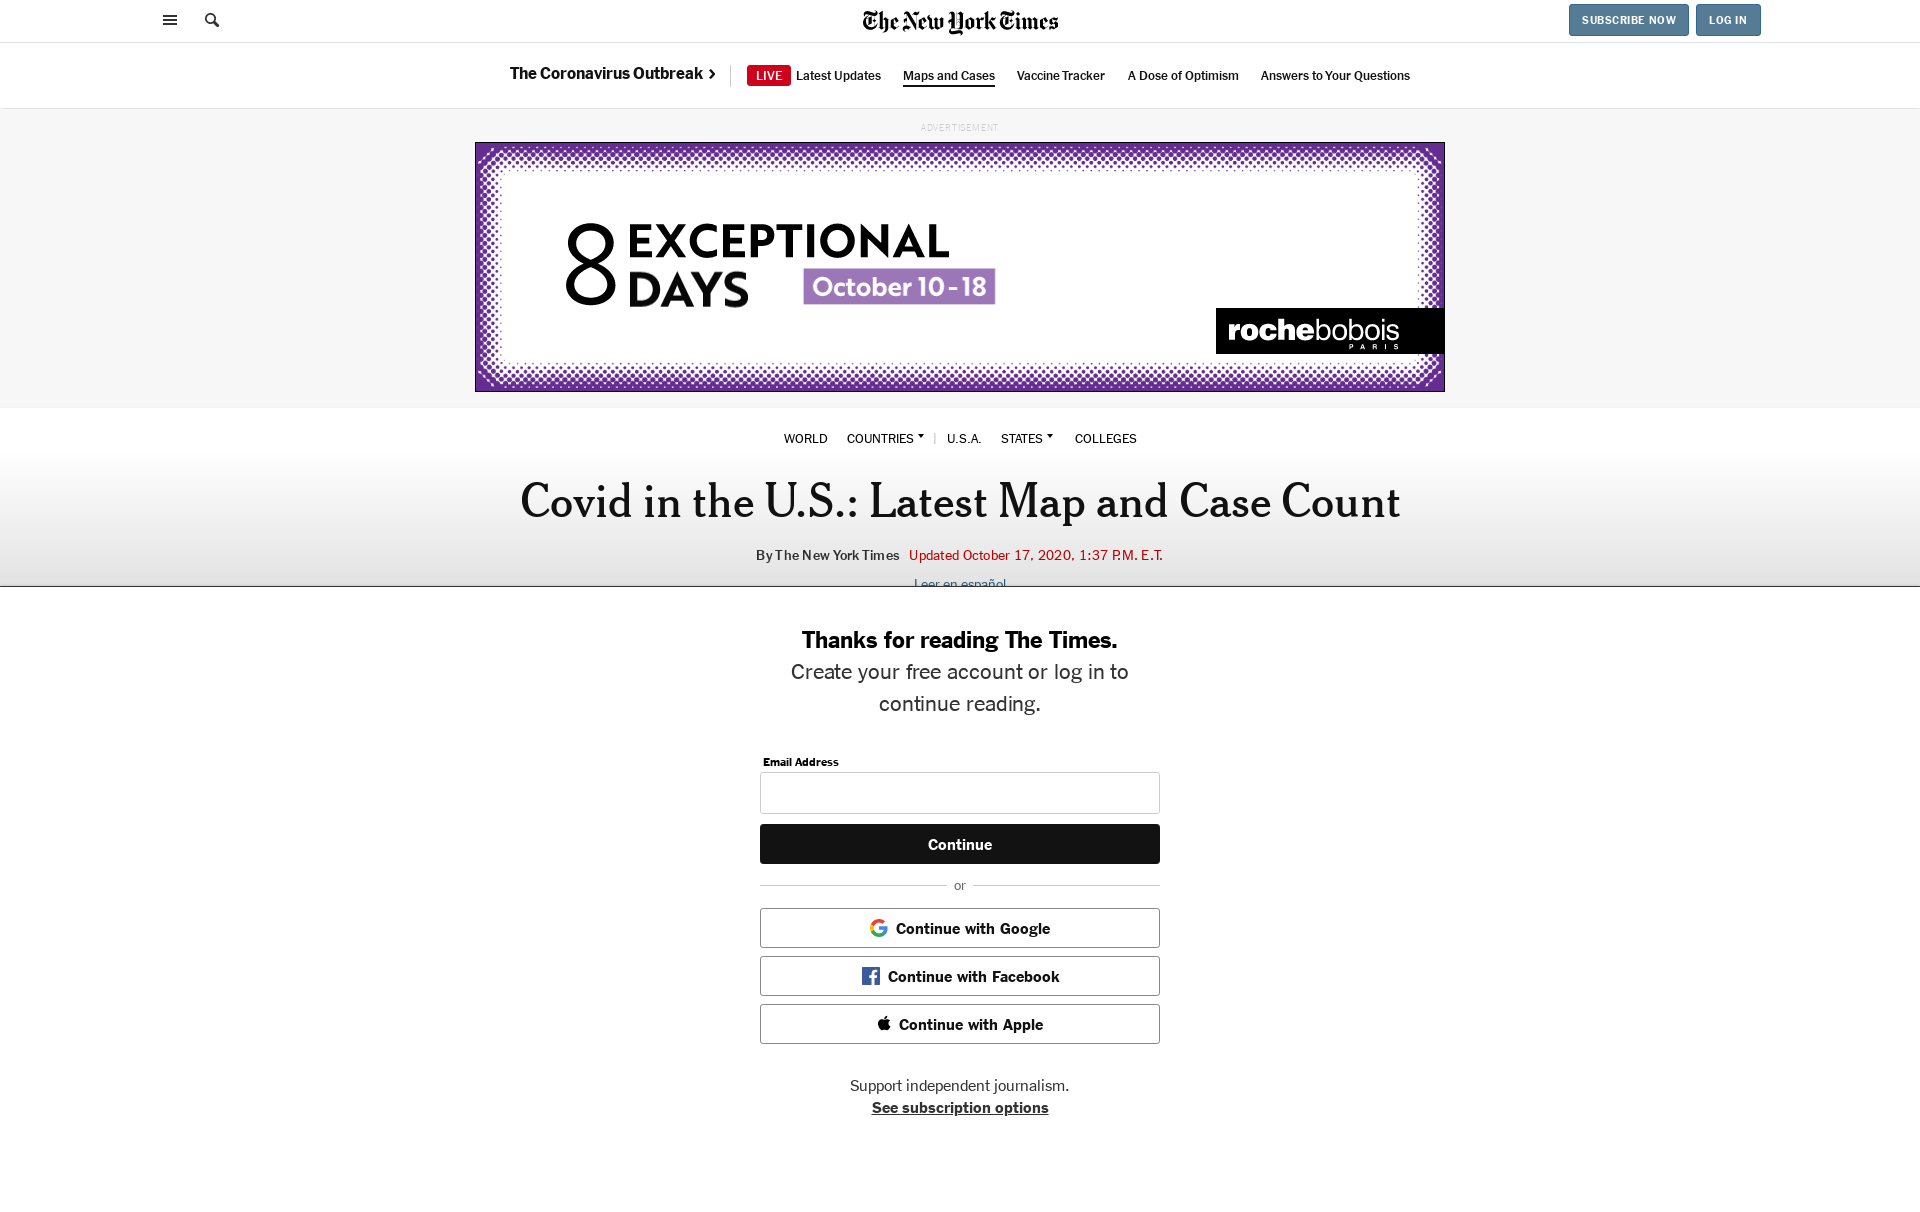 The New York Times
SUBSCRIBE NOW
LOG IN
The Coronavirus Outbreak
LIVE Latest Updates
Maps and Cases
Vaccine Tracker
A Dose of Optimism
Answers to Your Questions
ADVERTISEMENT
8 EXCEPTIONAL
DAYS
October 10-18
rochebobois
PARIS
WORLD
COUNTRIES
U.S.A.
STATES
COLLEGES
Covid in the U.S.: Latest Map and Case Count
By The New York Times Updated October 17, 2020, 1:37 P.M. E.T.
Leer en español
Thanks for reading The Times.
Create your free account or log in to
continue reading.
Email Address
Continue
or
Continue with Google
Continue with Facebook
Continue with Apple
Support independent journalism.
See subscription options